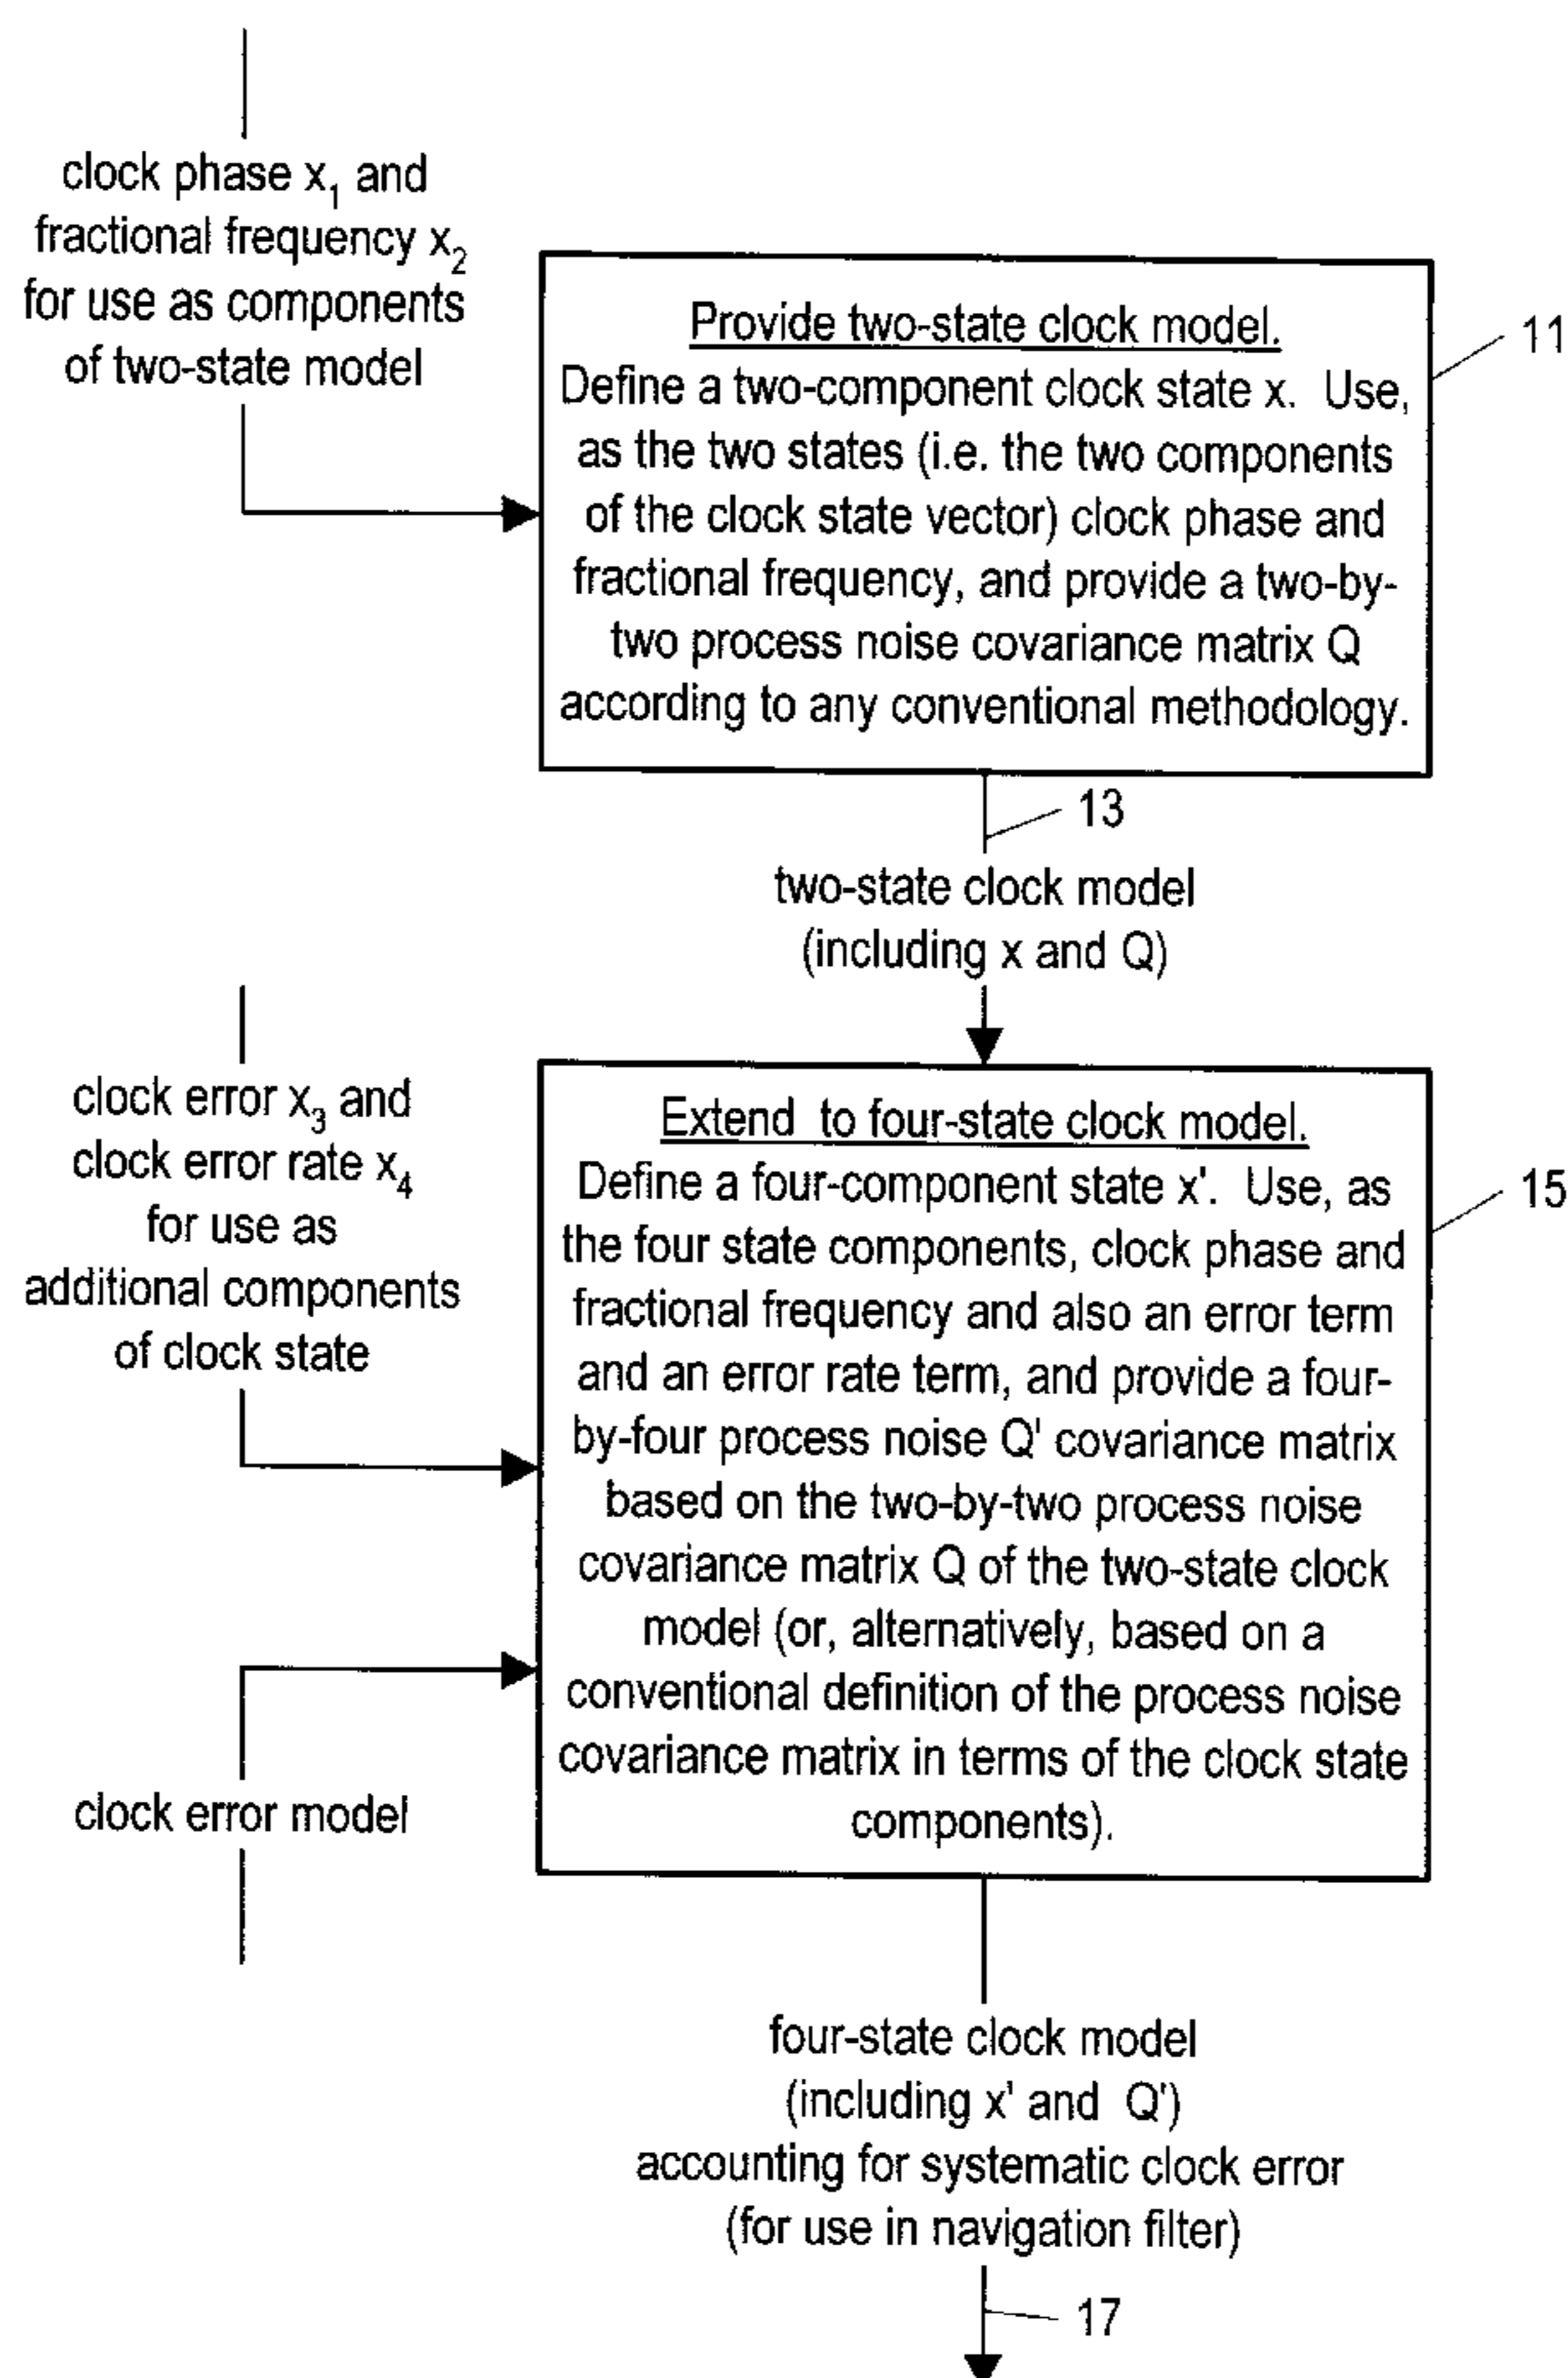 clock phase x₁ and
fractional frequency x₂
for use as components
of two-state model
Provide two-state clock model.
Define a two-component clock state x. Use,
as the two states (i.e. the two components
of the clock state vector) clock phase and
fractional frequency, and provide a two-by-
two process noise covariance matrix Q
according to any conventional methodology.
11
13
two-state clock model
(including x and Q)
clock error x₃ and
clock error rate x₄
for use as
additional components
of clock state
Extend to four-state clock model.
Define a four-component state x'. Use, as
the four state components, clock phase and
fractional frequency and also an error term
and an error rate term, and provide a four-
by-four process noise Q' covariance matrix
based on the two-by-two process noise
covariance matrix Q of the two-state clock
model (or, alternatively, based on a
conventional definition of the process noise
covariance matrix in terms of the clock state
components).
15
clock error model
four-state clock model
(including x' and Q')
accounting for systematic clock error
(for use in navigation filter)
17